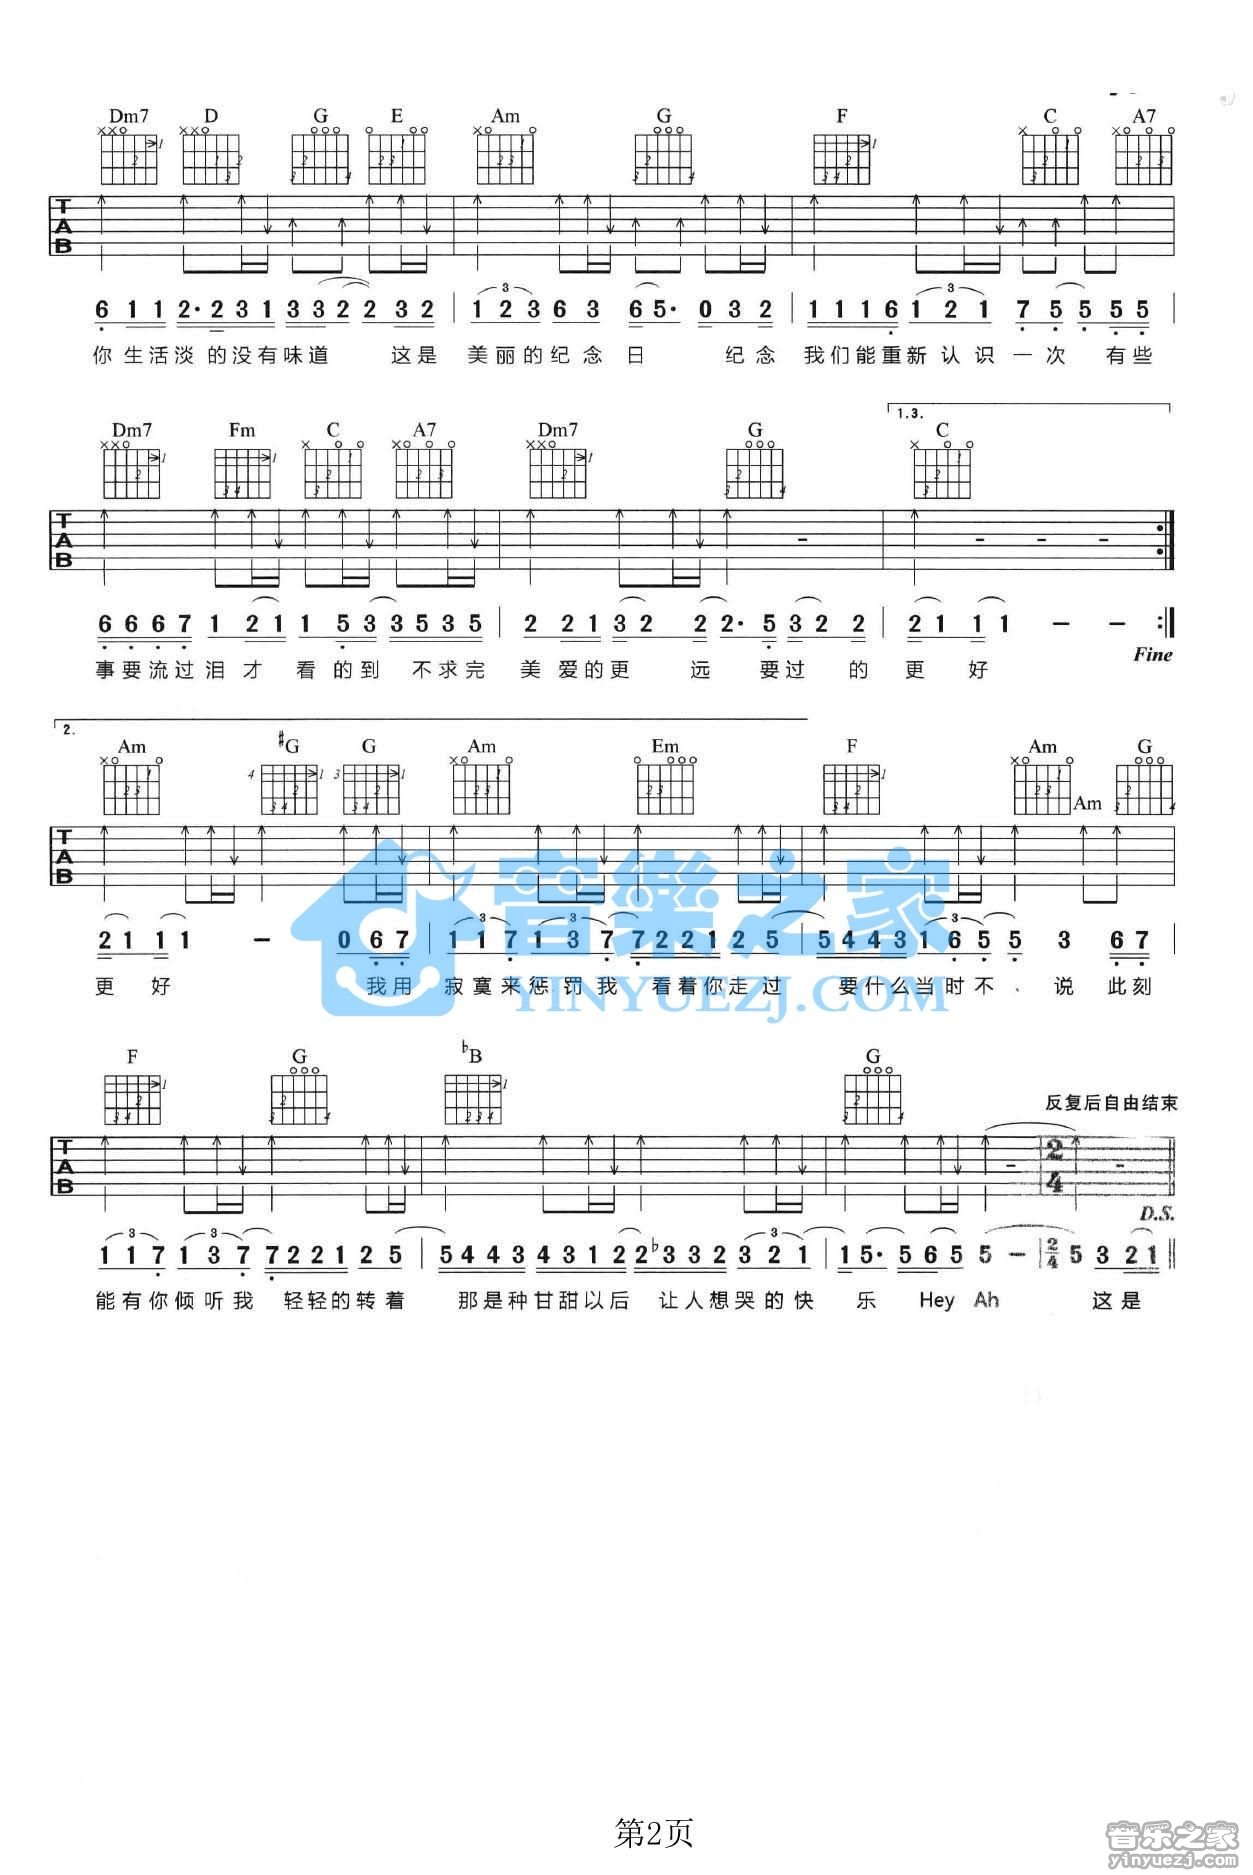 Dm7 D G E Am G F C A7
T A B
6 1 1 2· 2 3 1 3 3 2 2 3 2 | 1 2 3 6 3 6 5· 0 3 2 | 1 1 1 6 1 2 1 7 5 5 5 5
你生活淡的没有味道 这是 美丽的纪念日 纪念 我们能重新认识一次 有些
1.3.
Dm7 Fm C A7 Dm7 G C
T A B
6 6 6 7 1 2 1 1 5 3 3 5 3 5 | 2 2 1 3 2 2 2· 5 3 2 2 | 2 1 1 1 – – :||
Fine
事要流过泪才 看的到 不求完 美爱的更 远 要过的 更好
2.
Am #G G Am Em F Am Am G
T A B
2 1 1 1 – 0 6 7 | 1 1 7 1 3 7 7 2 2 1 2 5 | 5 4 4 3 1 6 5 5 3 6 7 |
更好 我用 寂寞来惩罚我 看着你走过 要什么当时不、说 此刻
F G bB G
反复后自由结束
T A B
2/4
D.S.
1 1 7 1 3 7 7 2 2 1 2 5 | 5 4 4 3 4 3 1 2 2 b3 3 2 3 2 1 | 1 5· 5 6 5 5 – | 2/4 5 3 2 1 ||
能有你倾听我 轻轻的转着 那是种甘甜以后 让人想哭的快 乐 Hey Ah 这是
音樂之家
YINYUEZJ.COM
第2页
音乐之家
yinyuezj.com